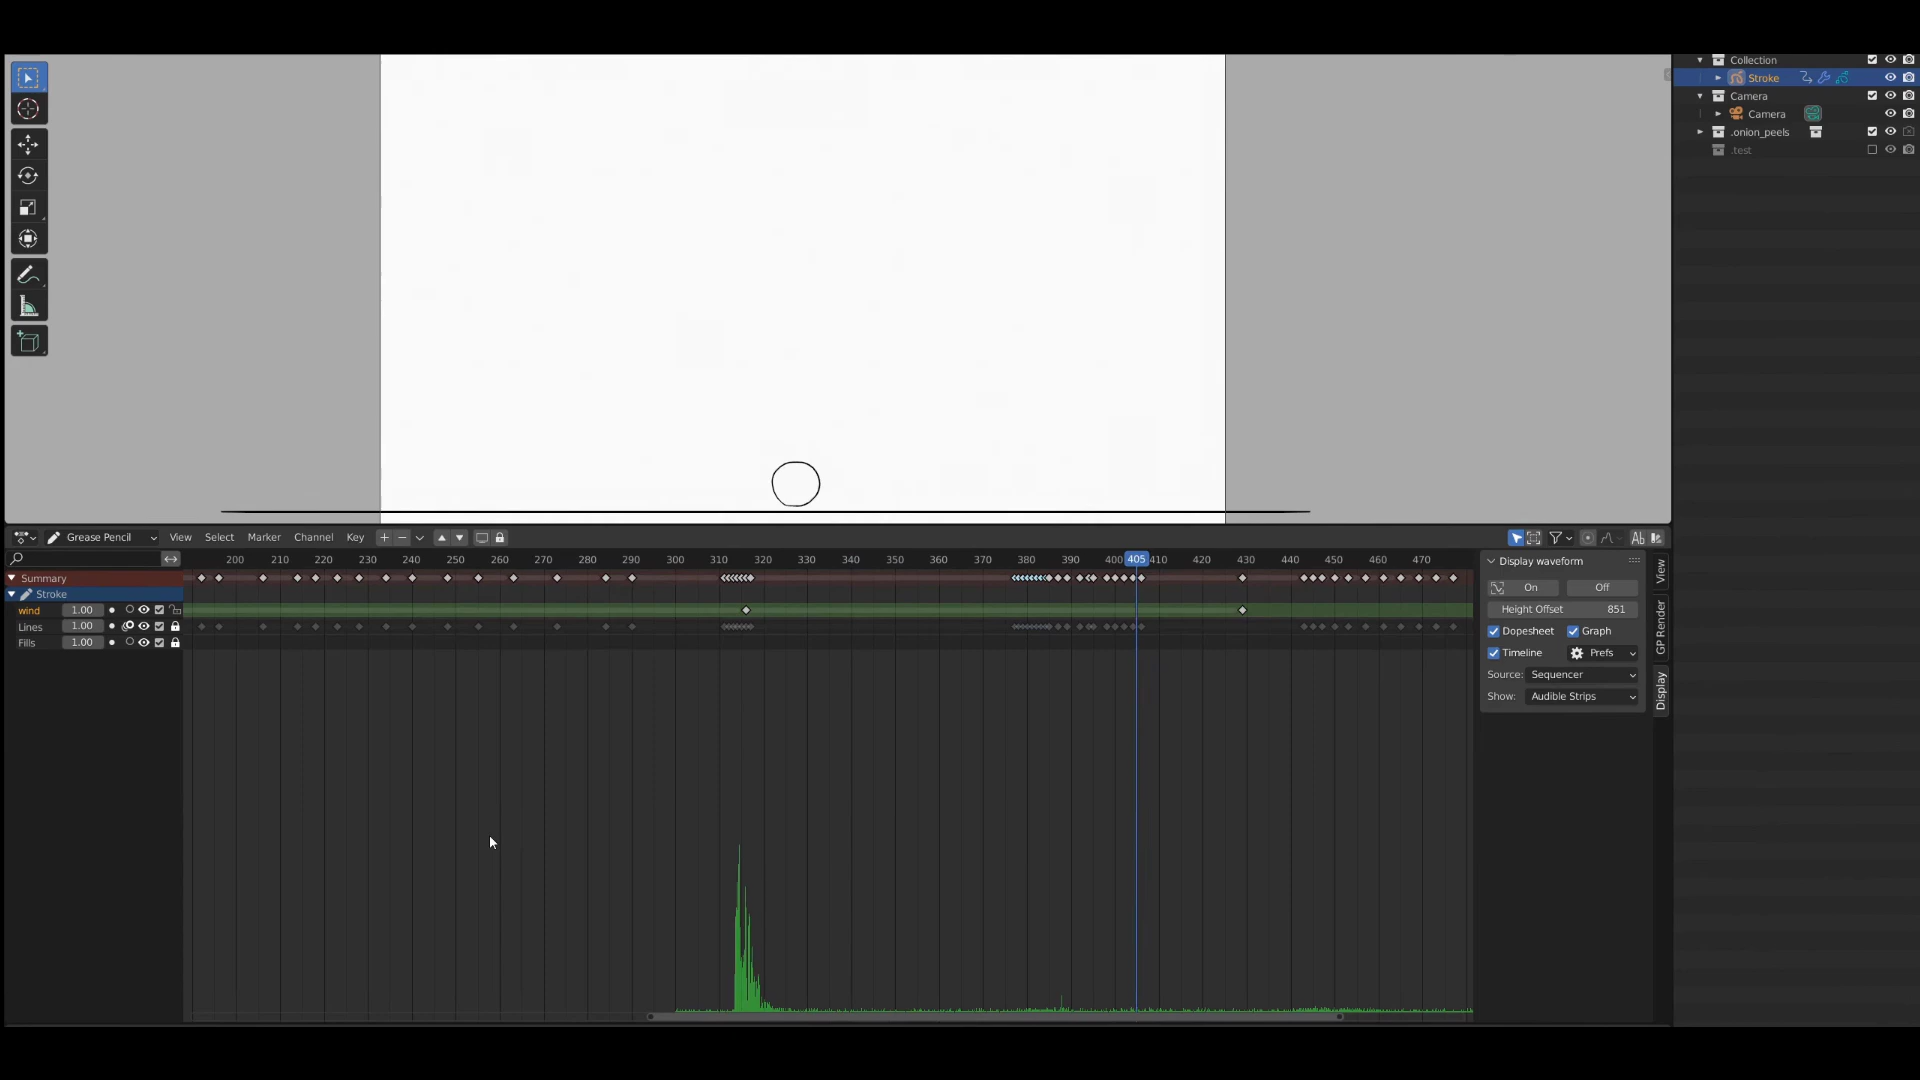 Collection
Stroke
Camera
Camera
.onion_peels
.test
Grease Pencil View Select Marker Channel Key
200 210 220 230 240 250 260 270 280 290 300 310 320 330 340 350 360 370 380 390 400 405 410 420 430 440 450 460 470
Summary
Stroke
wind 1.00
Lines 1.00
Fills 1.00
Display waveform
On Off
Height Offset 851
Dopesheet Graph
Timeline Prefs
Source: Sequencer
Show: Audible Strips
View
GP Render
Display